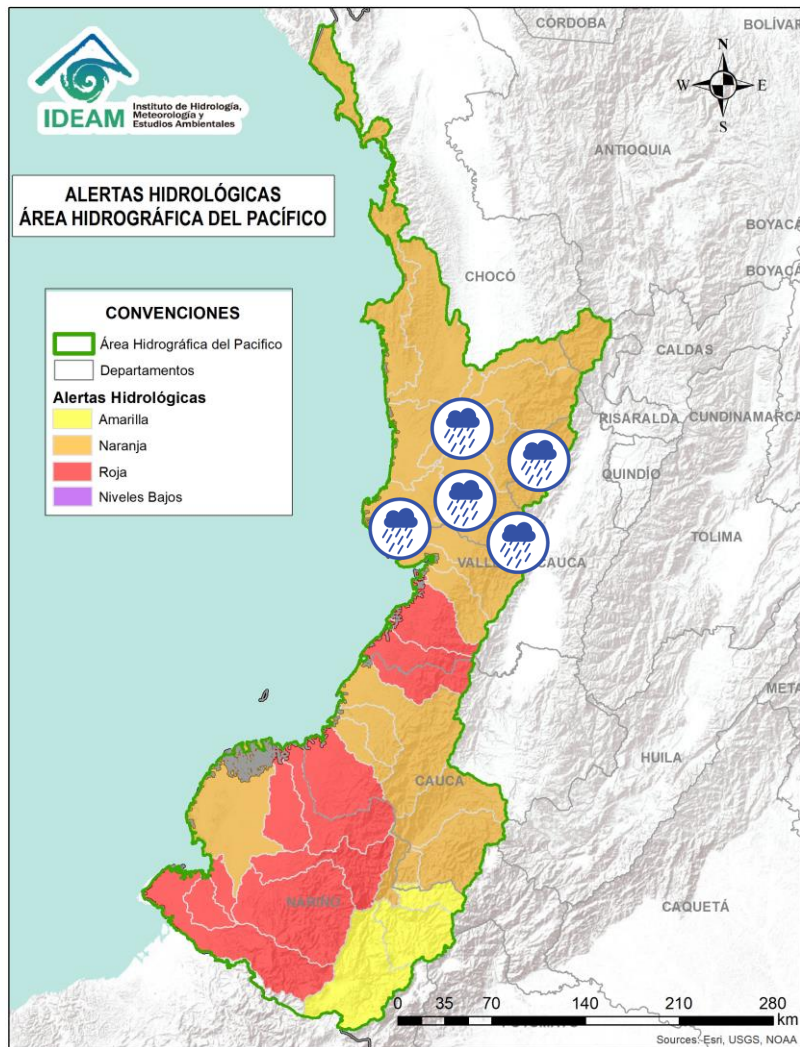 CÓRDOBA
BOLÍVAR
N
W E
S
IDEAM
Instituto de Hidrología,
Meteorología y
Estudios Ambientales
ANTIOQUIA
ALERTAS HIDROLÓGICAS
ÁREA HIDROGRÁFICA DEL PACÍFICO
BOYACÁ
CHOCÓ
BOYACÁ
CONVENCIONES
Área Hidrográfica del Pacifico
Departamentos
Alertas Hidrológicas
Amarilla
Naranja
Roja
Niveles Bajos
CALDAS
RISARALDA
CUNDINAMARCA
QUINDÍO
TOLIMA
CAUCA
META
HUILA
CAUCA
CAQUETÁ
NARIÑO
0 35 70 140 210 280
km
Sources: Esri, USGS, NOAA